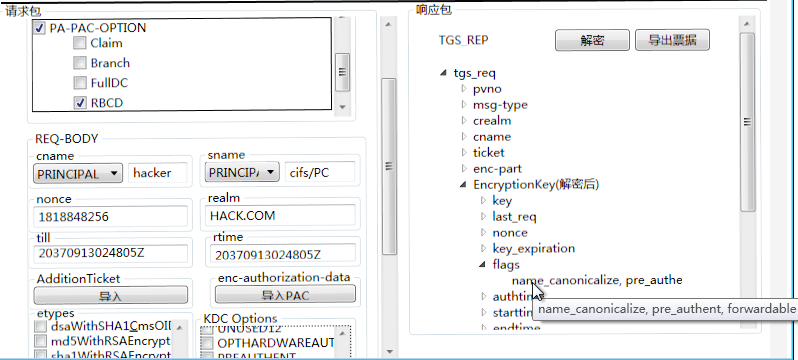 请求包
PA-PAC-OPTION
Claim
Branch
FullDC
RBCD
REQ-BODY
cname
sname
PRINCIPAL
hacker
PRINCIPA
cifs/PC
nonce
realm
1818848256
HACK.COM
till
rtime
20370913024805Z
20370913024805Z
AdditionTicket
enc-authorization-data
导入
导入PAC
etypes
KDC Options
dsaWithSHA1CmsOID
md5WithRSAEncrypt
sha1WithRSAEncrypt
UNUSED12
OPTHARDWAREAUT
PREAUTHENT
响应包
TGS_REP
解密
导出票据
tgs_req
pvno
msg-type
crealm
cname
ticket
enc-part
EncryptionKey(解密后)
key
last_req
nonce
key_expiration
flags
name_canonicalize, pre_authe
authtime
name_canonicalize, pre_authent, forwardable
starttim
endtime